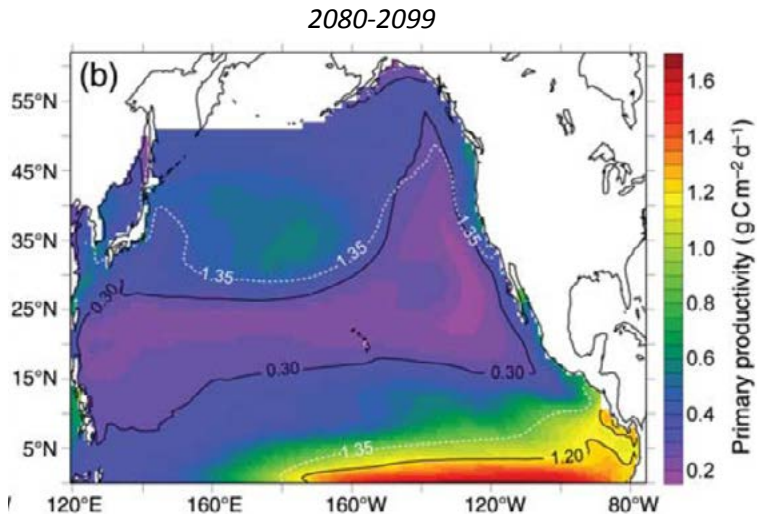 2080-2099
(b)
55°N
45°N
35°N
25°N
15°N
5°N
120°E
160°E
160°W
120°W
80°W
1.35
1.35
1.35
0.30
0.30
0.30
1.35
1.20
1.6
1.4
1.2
1.0
0.8
0.6
0.4
0.2
Primary productivity (g C m⁻² d⁻¹)